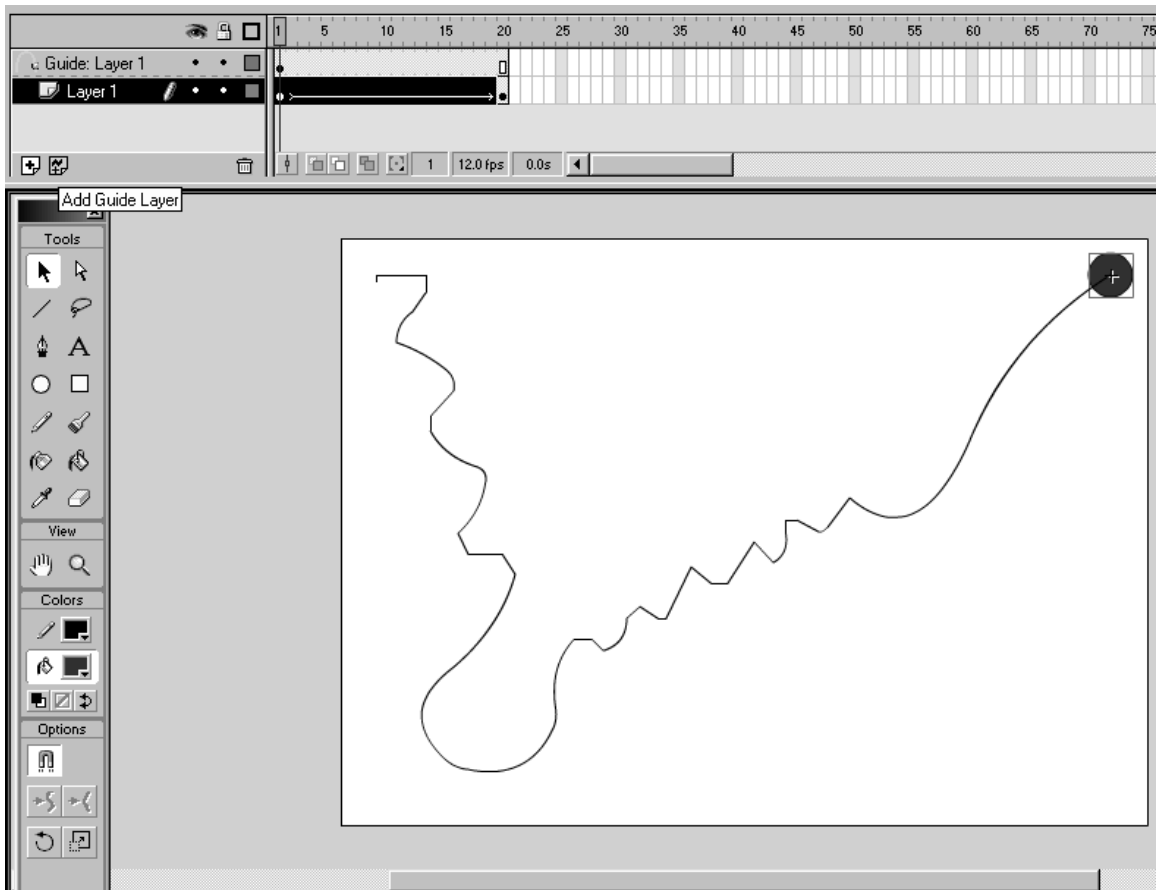 1 5 10 15 20 25 30 35 40 45 50 55 60 65 70 75
Guide: Layer 1
Layer 1
1 12.0 fps 0.0s
Add Guide Layer
Tools
A
View
Colors
Options